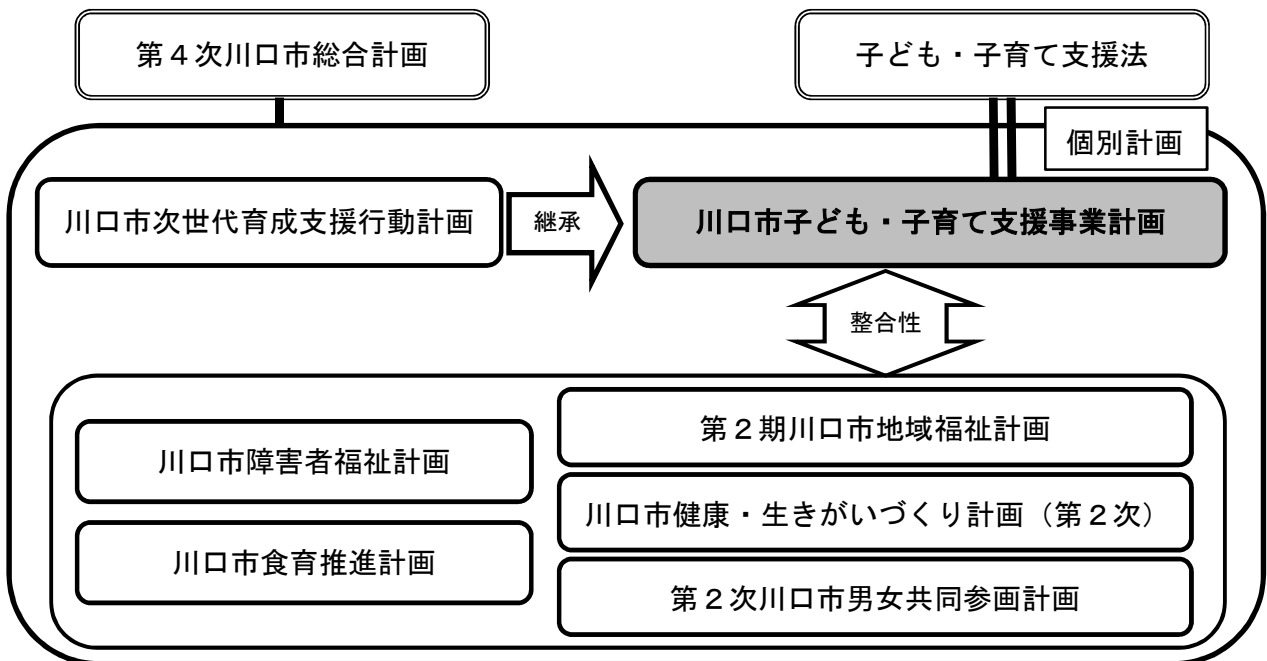 第４次川口市総合計画
子ども・子育て支援法
個別計画
川口市次世代育成支援行動計画
継承
川口市子ども・子育て支援事業計画
整合性
川口市障害者福祉計画
川口市食育推進計画
第２期川口市地域福祉計画
川口市健康・生きがいづくり計画（第２次）
第２次川口市男女共同参画計画